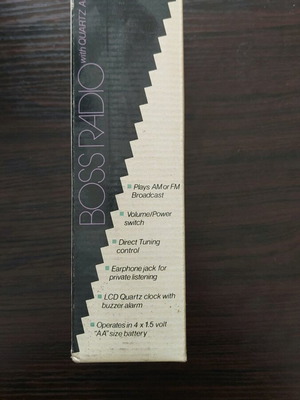 BOSS RADIO
with QUARTZ A
Plays AM or FM
Broadcast
Volume/Power
switch
Direct Tuning
control
Earphone jack for
private listening
LCD Quartz clock with
buzzer alarm
Operates in 4 x 1.5 volt
"AA" size battery